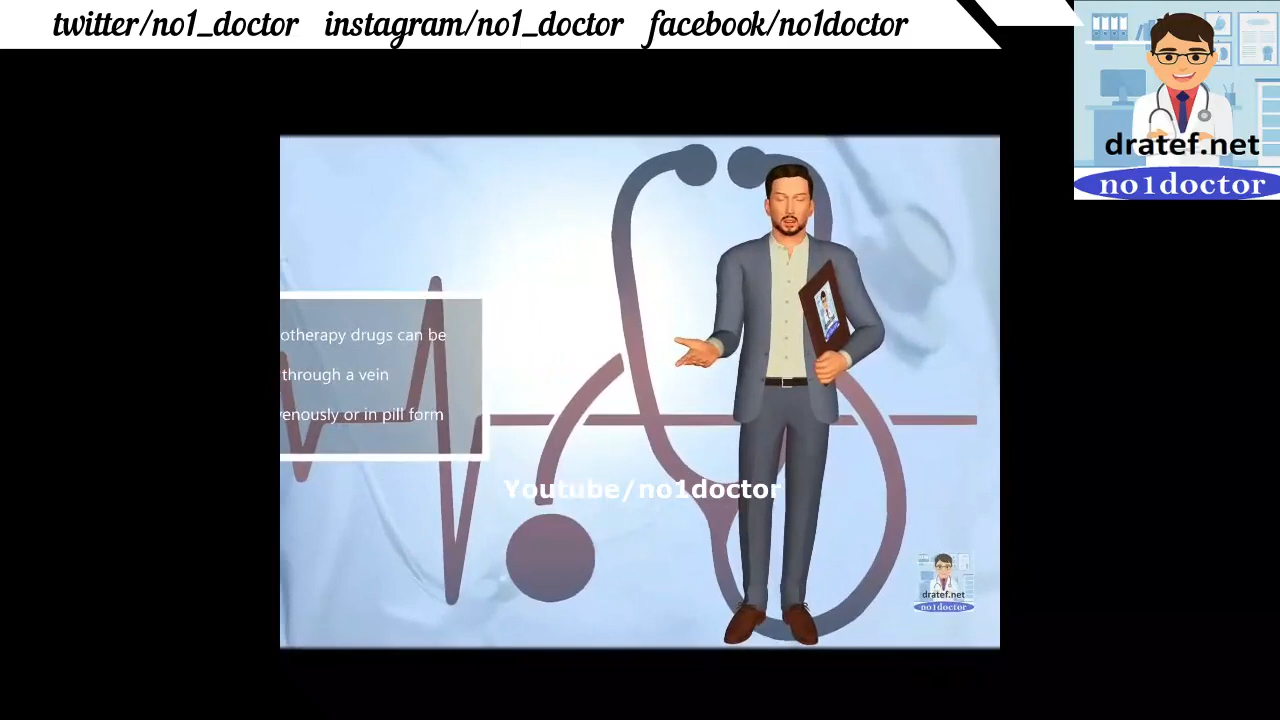 twitter/no1_doctor instagram/no1_doctor facebook/no1doctor
dratef.net
no1doctor
otherapy drugs can be
through a vein
venously or in pill form
Youtube/no1doctor
dratef.net
no1doctor